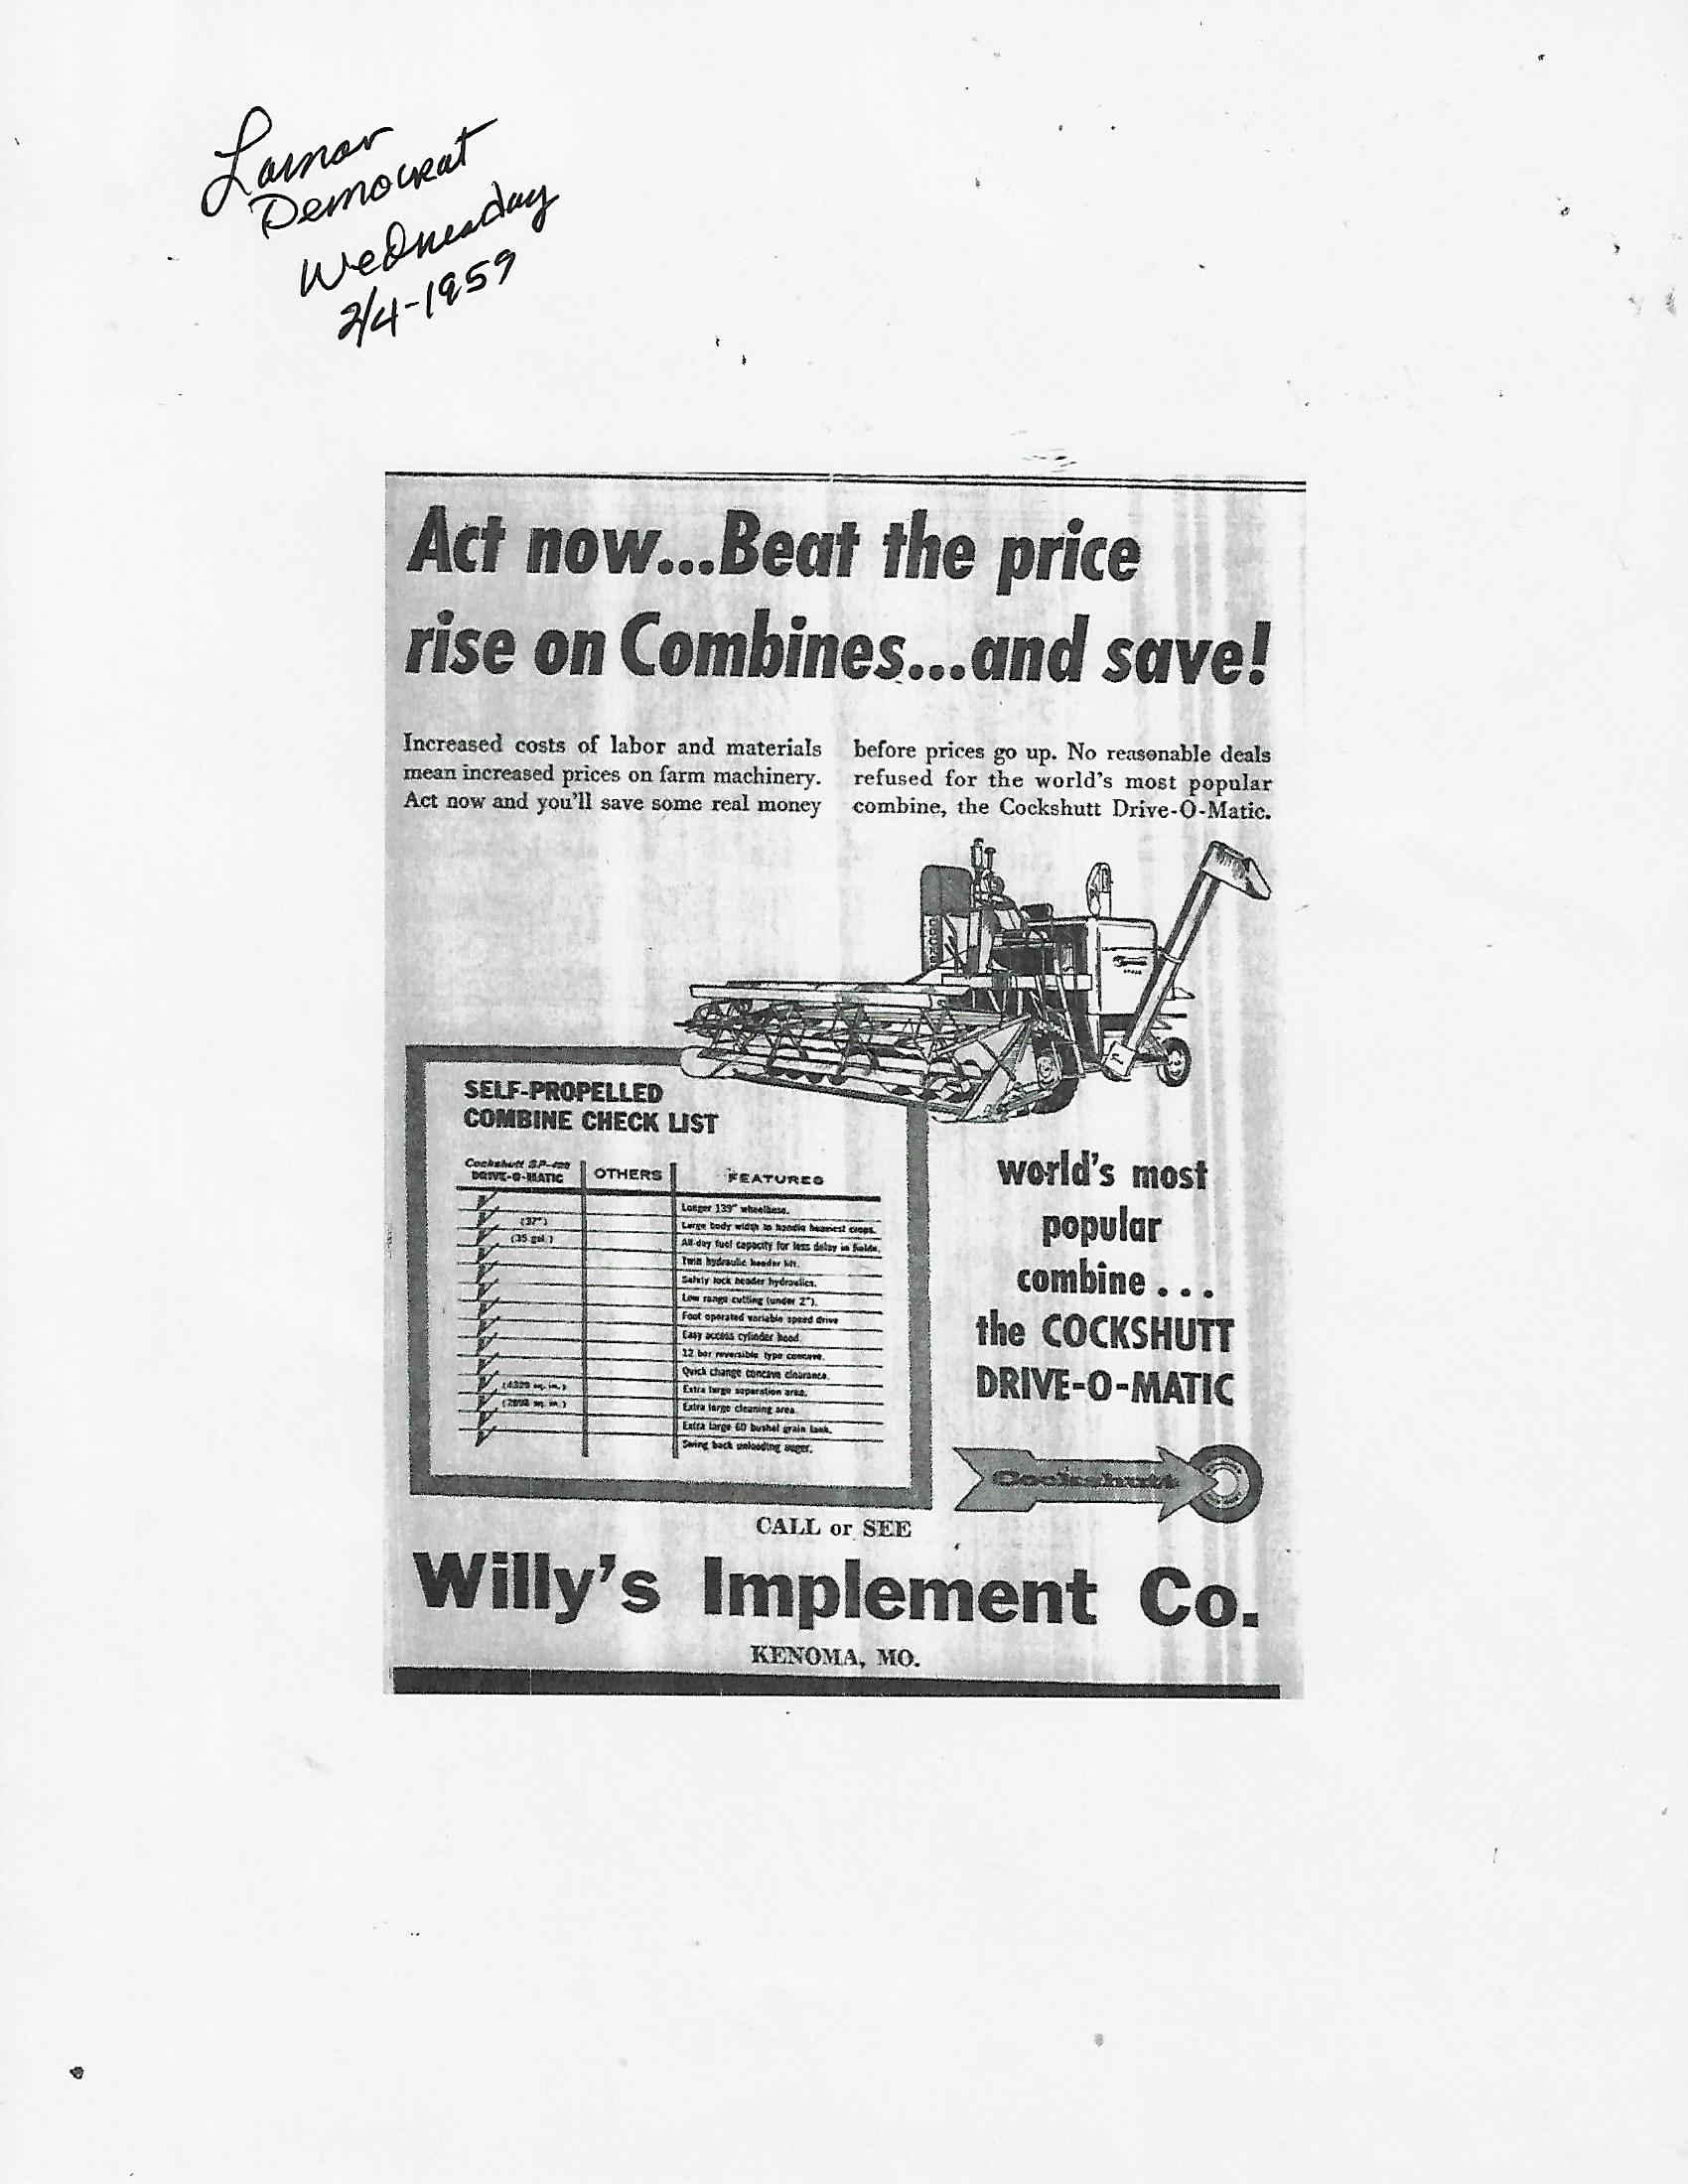 Lamar
Democrat
Wednesday
2/4-1959
Act now...Beat the price
rise on Combines...and save!
Increased costs of labor and materials
mean increased prices on farm machinery.
Act now and you'll save some real money
before prices go up. No reasonable deals
refused for the world's most popular
combine, the Cockshutt Drive-O-Matic.
SELF-PROPELLED
COMBINE CHECK LIST
Cockshutt SP-428
DRIVE-O-MATIC
OTHERS
FEATURES
Longer 139" wheelbase.
(37") Large body width to handle heaviest crops.
(35 gal.) All-day fuel capacity for less delay in fields.
Twin hydraulic header lift.
Safety lock header hydraulics.
Low range cutting (under 2").
Foot operated variable speed drive
Easy access cylinder hood.
12 bar reversible type concave.
Quick change concave clearance.
Extra large separation area.
Extra large cleaning area.
Extra large 60 bushel grain tank.
Swing back unloading auger.
world's most
popular
combine...
the COCKSHUTT
DRIVE-O-MATIC
Cockshutt
CALL or SEE
Willy's Implement Co.
KENOMA, MO.